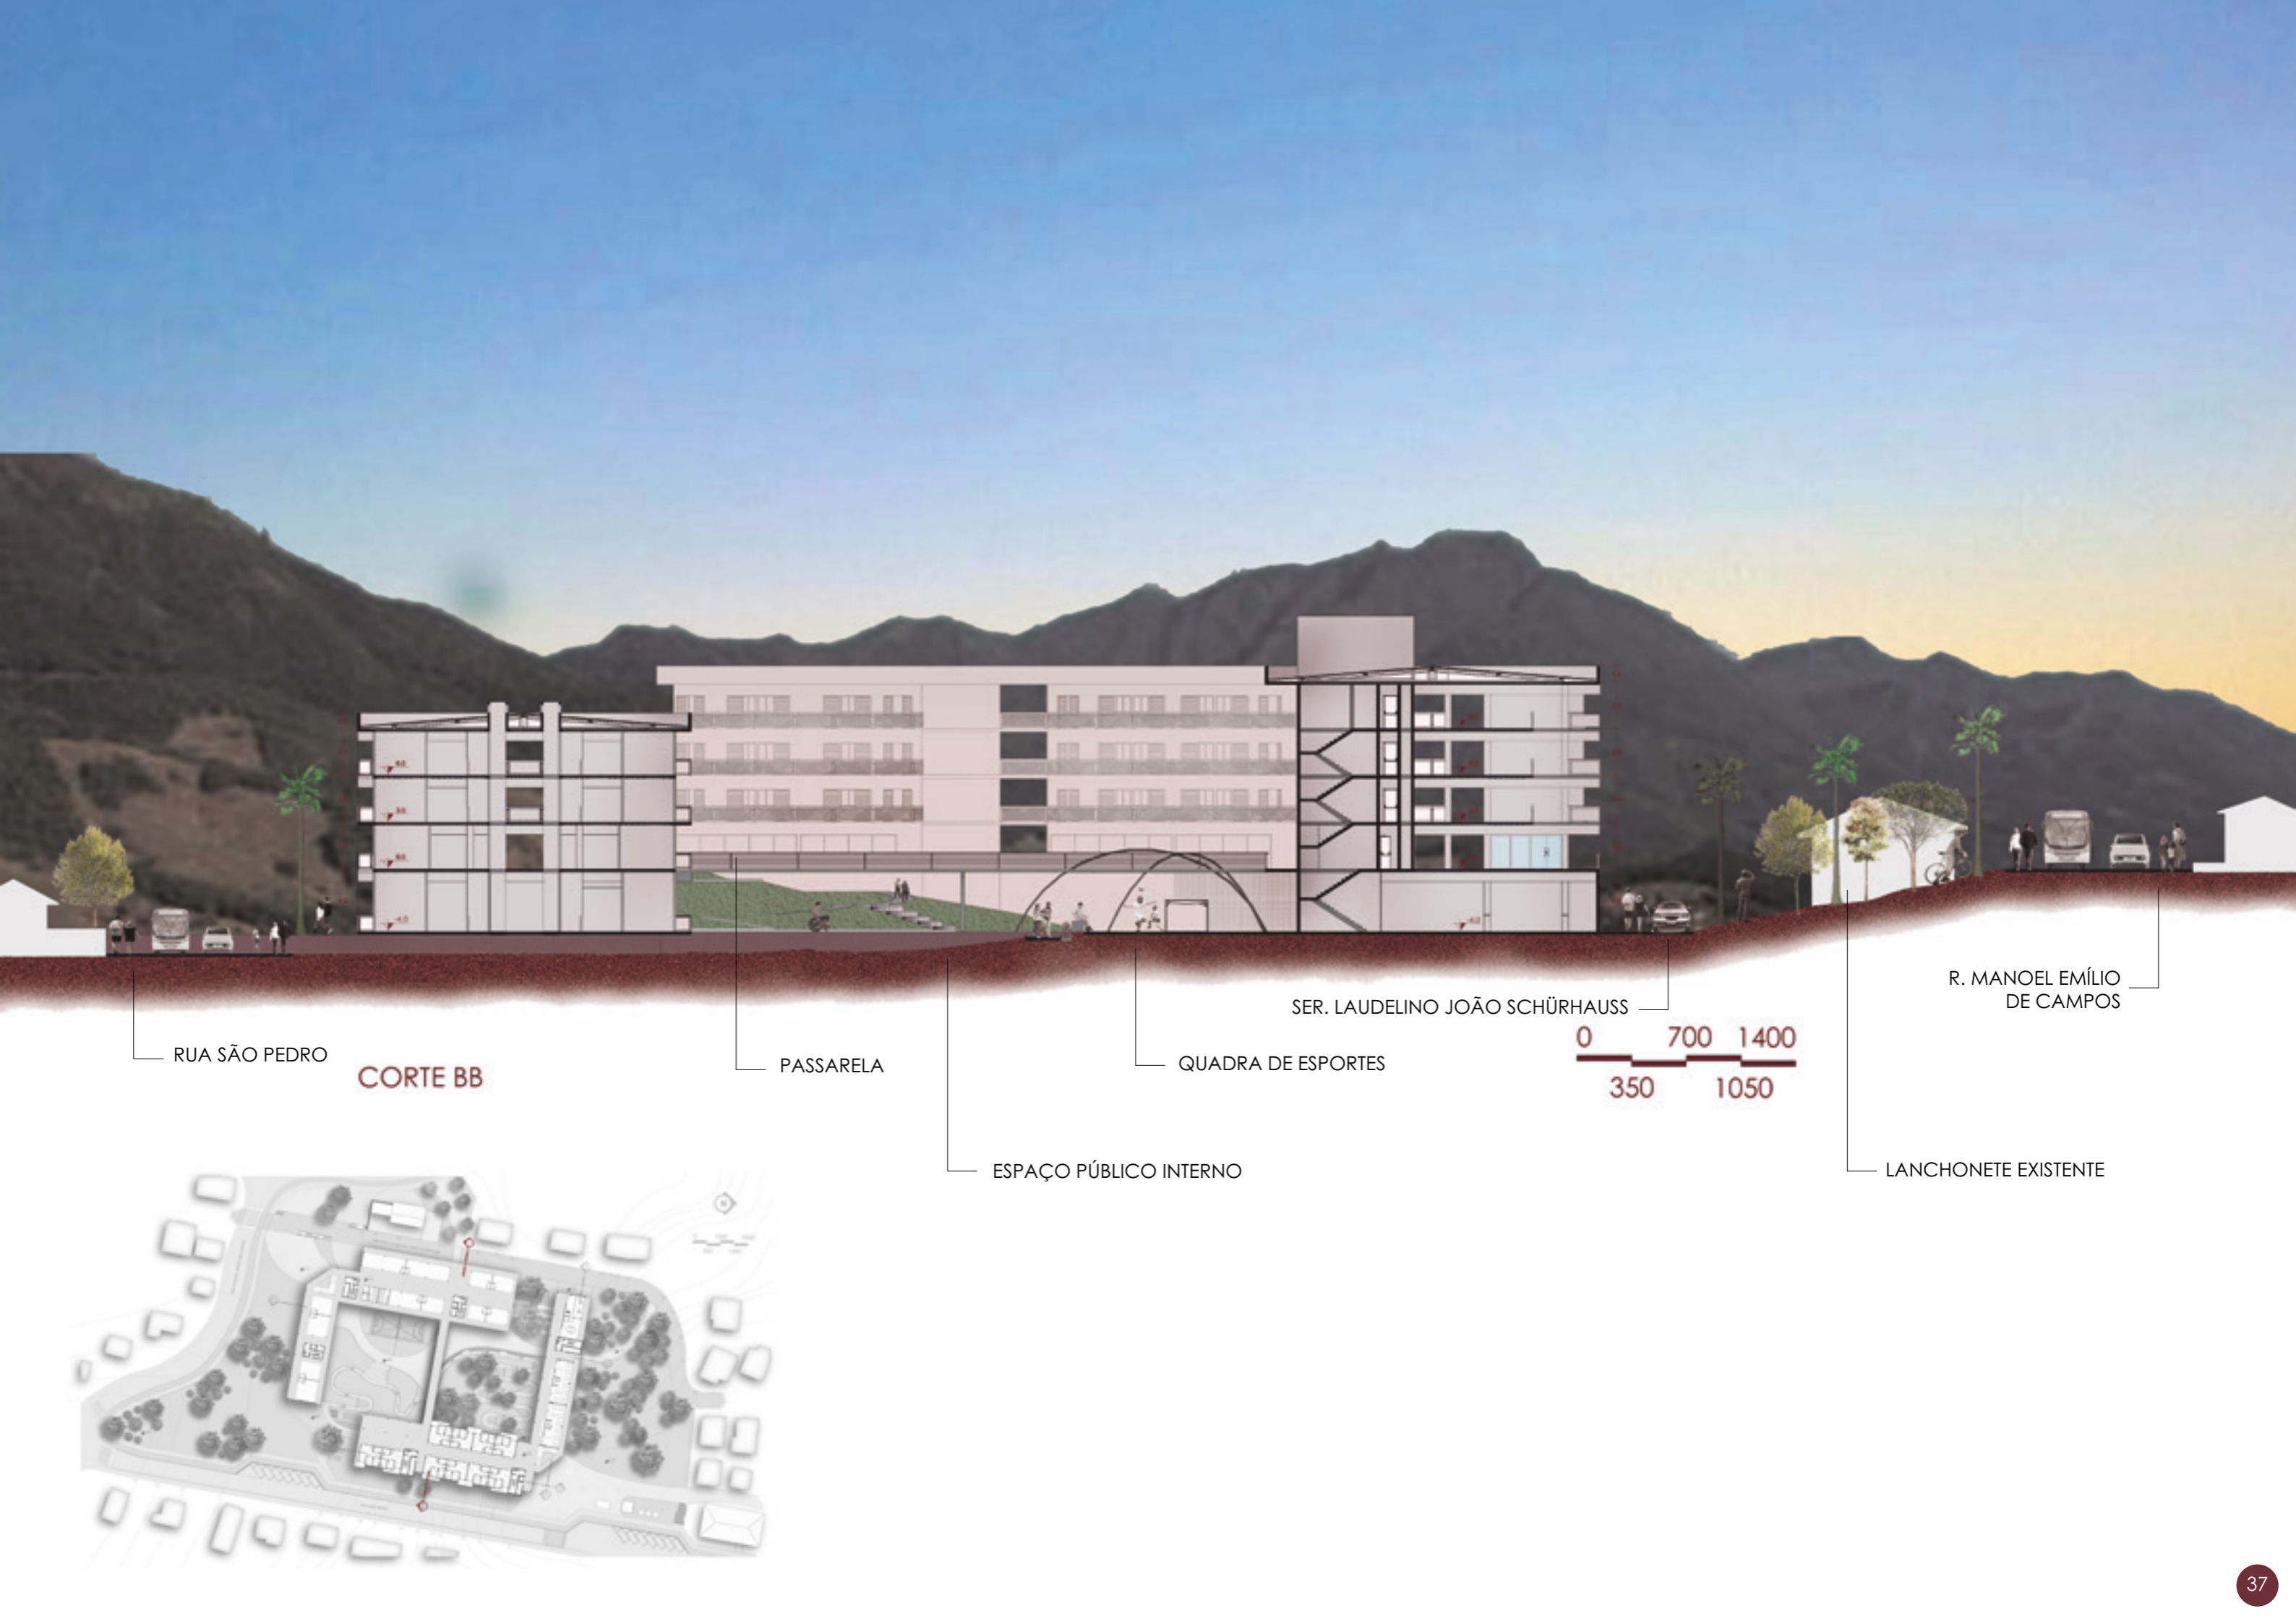 SER. LAUDELINO JOÃO SCHÜRHAUSS
R. MANOEL EMÍLIO
DE CAMPOS
RUA SÃO PEDRO
CORTE BB
PASSARELA
QUADRA DE ESPORTES
0 700 1400
350 1050
ESPAÇO PÚBLICO INTERNO
LANCHONETE EXISTENTE
37